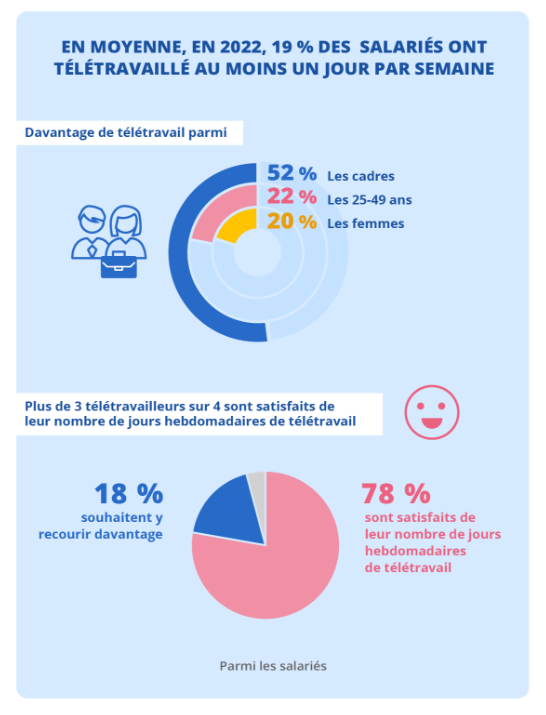 EN MOYENNE, EN 2022, 19 % DES SALARIÉS ONT
TÉLÉTRAVAILLÉ AU MOINS UN JOUR PAR SEMAINE
Davantage de télétravail parmi
52 % Les cadres
22 % Les 25-49 ans
20 % Les femmes
Plus de 3 télétravailleurs sur 4 sont satisfaits de
leur nombre de jours hebdomadaires de télétravail
18 %
souhaitent y
recourir davantage
78 %
sont satisfaits de
leur nombre de jours
hebdomadaires
de télétravail
Parmi les salariés